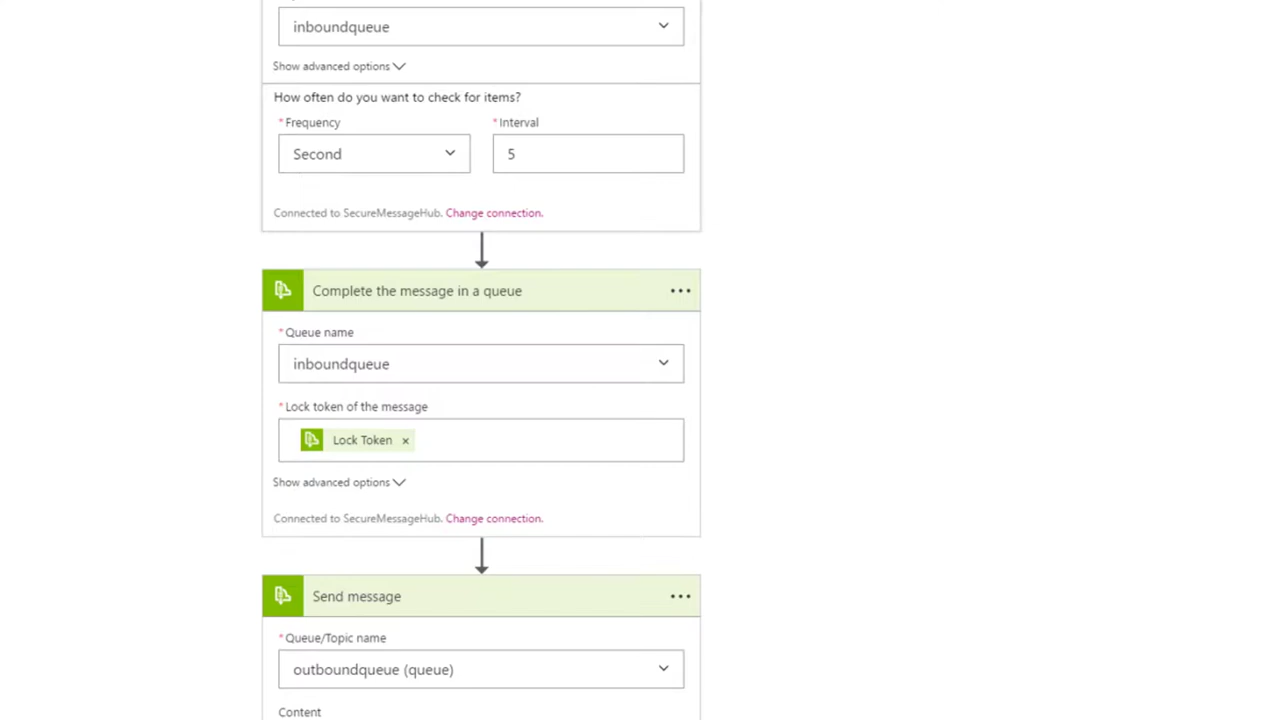 inboundqueue
Show advanced options
How often do you want to check for items?
* Frequency
* Interval
Second
5
Connected to SecureMessageHub. Change connection.
Complete the message in a queue
* Queue name
inboundqueue
* Lock token of the message
Lock Token ×
Show advanced options
Connected to SecureMessageHub. Change connection.
Send message
* Queue/Topic name
outboundqueue (queue)
Content